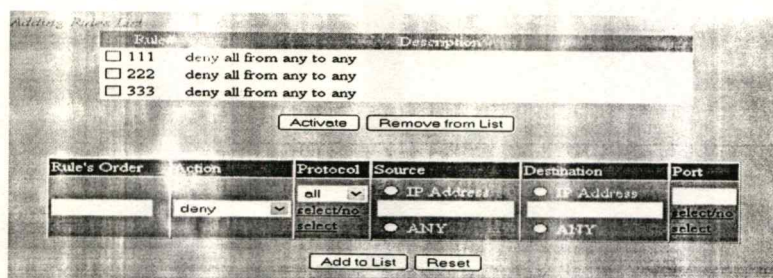 Adding Rules List
Rule Description
111 deny all from any to any
222 deny all from any to any
333 deny all from any to any
Activate Remove from List
Rule's Order Action Protocol Source Destination Port
all IP Address IP Address
deny select/no select/no
select ANY ANY select
Add to List Reset